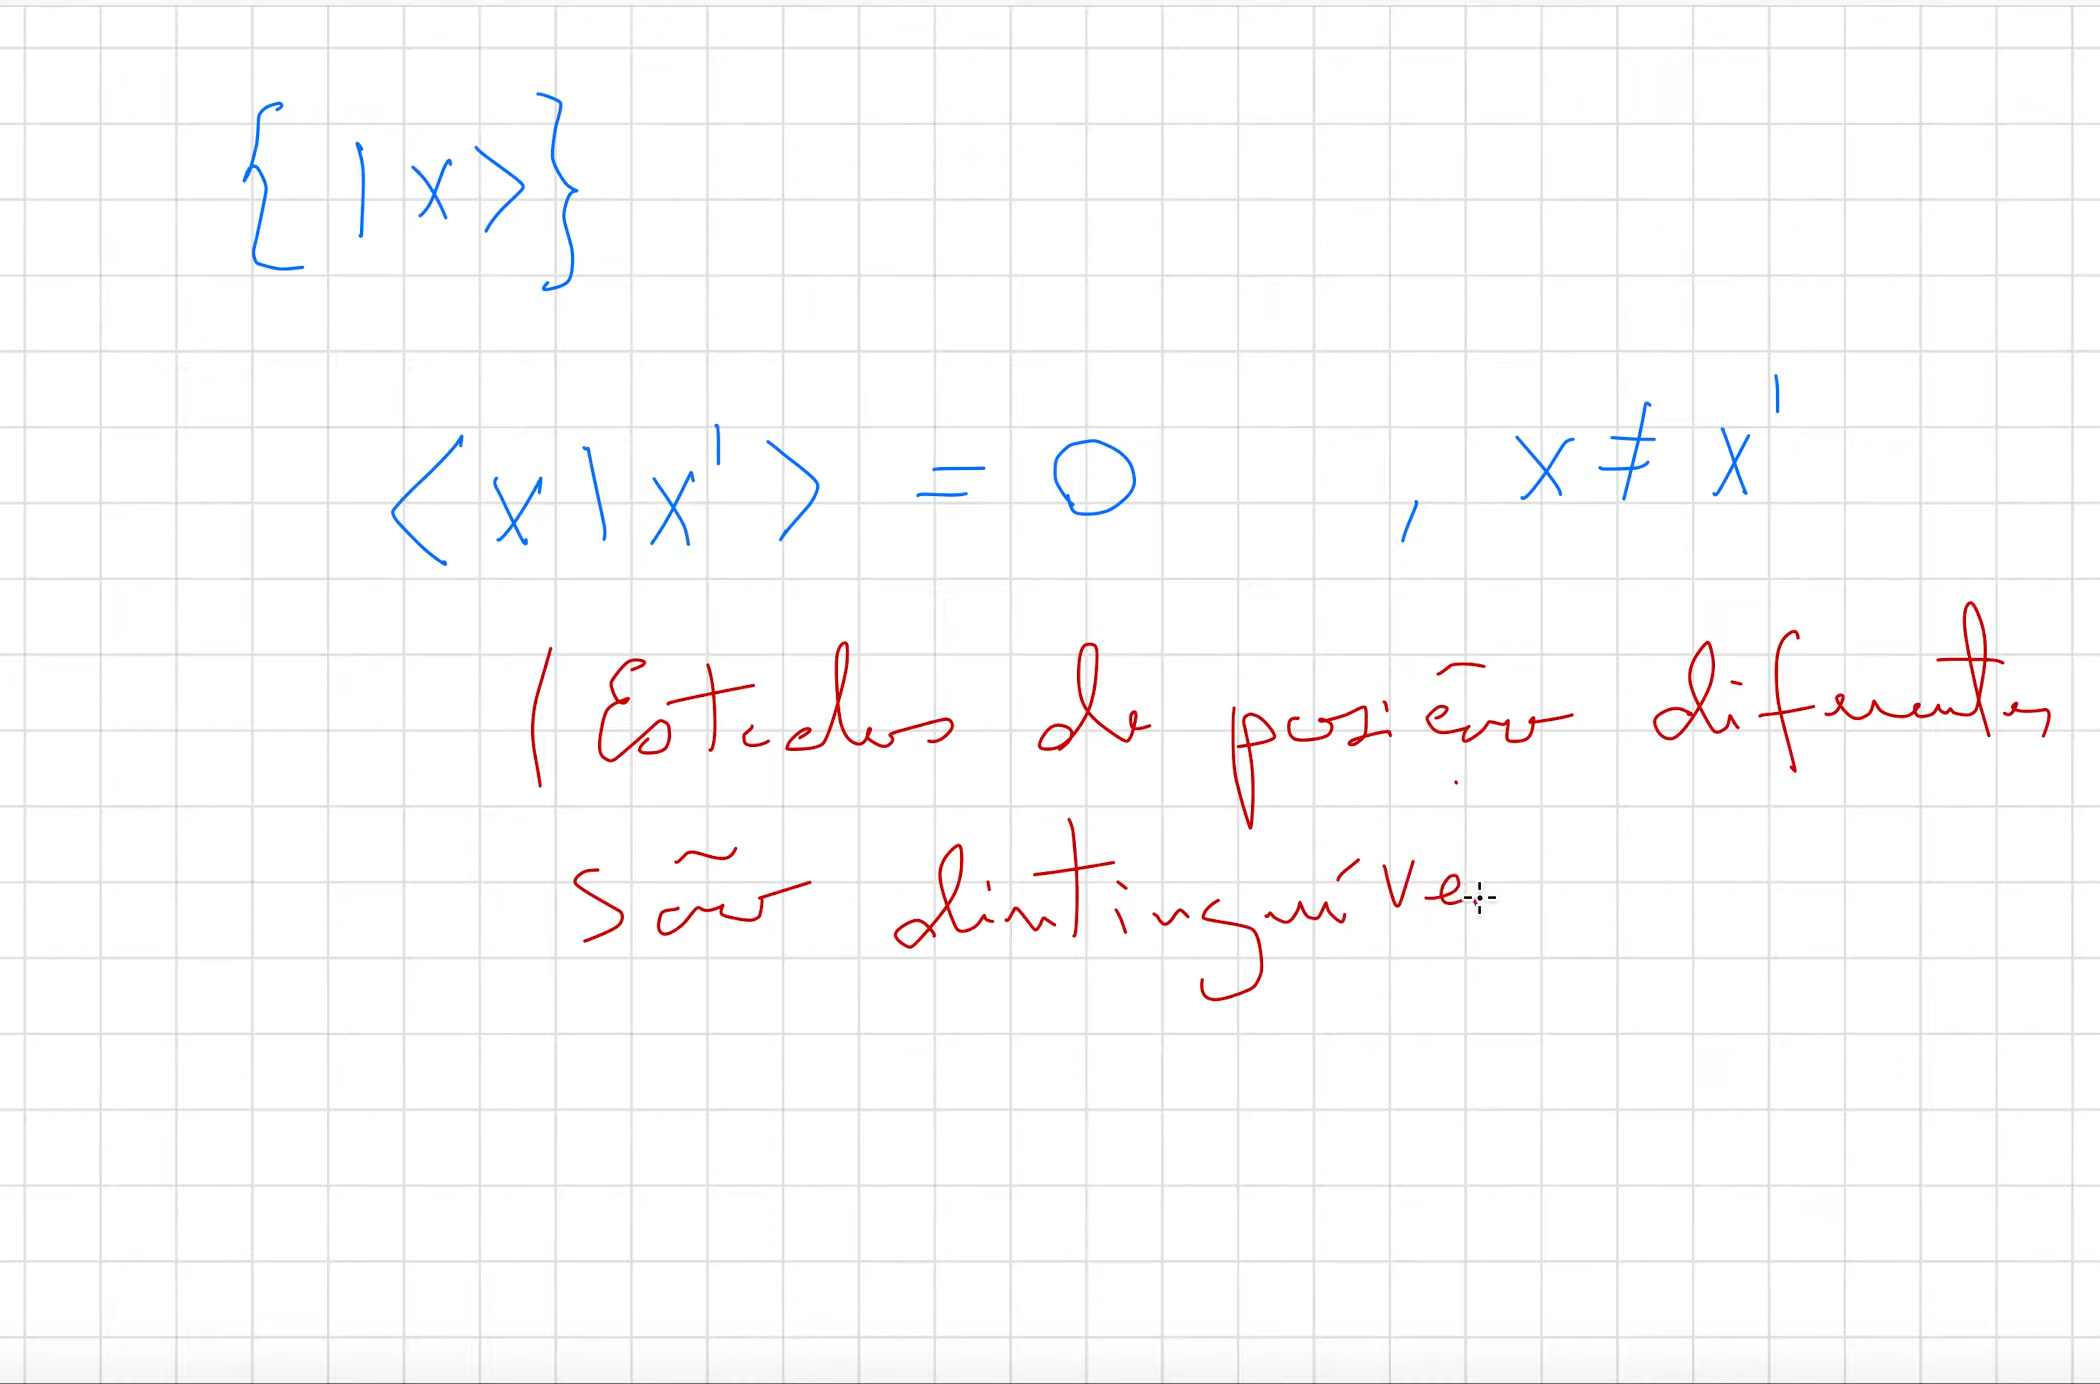 { |x> }
<x|x'> = 0 , x ≠ x'
(Estados de posição diferentes
são distinguíve